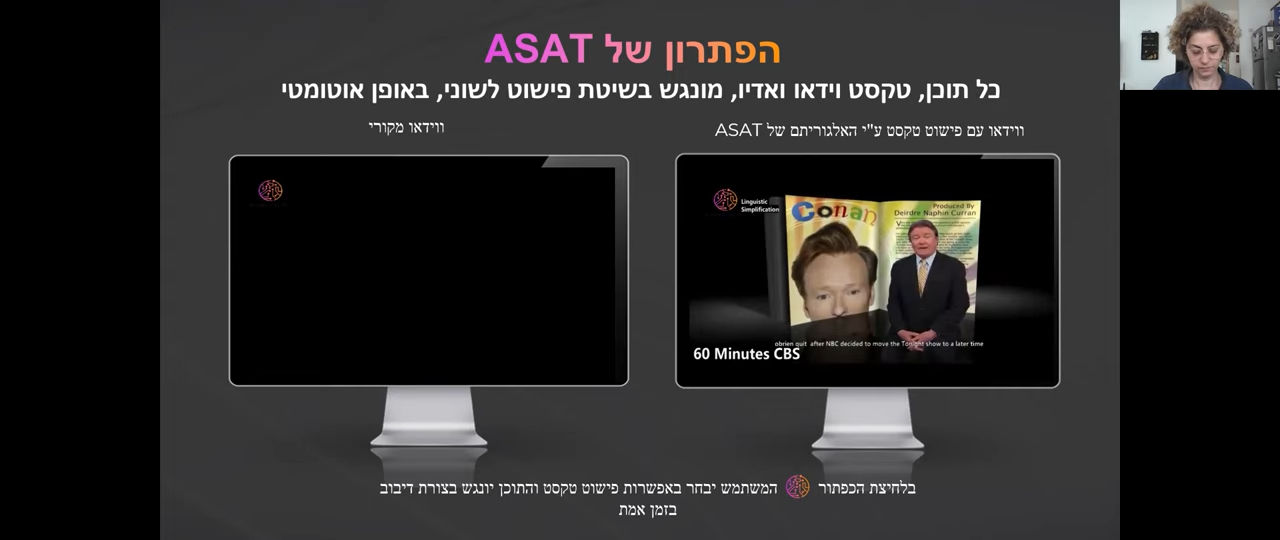 הפתרון של ASAT
כל תוכן, טקסט וידאו ואדיו, מונגש בשיטת פישוט לשוני, באופן אוטומטי
ווידאו עם פישוט טקסט ע"י האלגוריתם של ASAT
ווידאו מקורי
Linguistic
Simplification
Conan
Produced By
Deirdre Naphin Curran
obrien quit after NBC decided to move the Tonight show to a later time
60 Minutes CBS
בלחיצת הכפתור המשתמש יבחר באפשרות פישוט טקסט והתוכן יונגש בצורת דיבוב
בזמן אמת